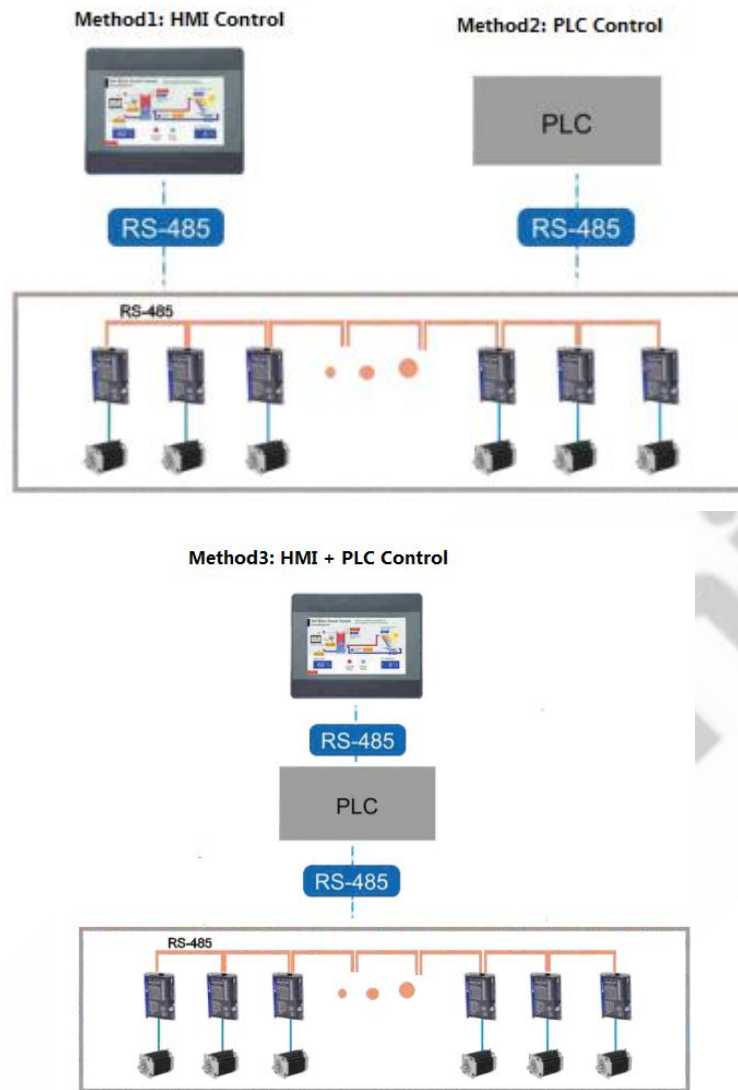 Method1: HMI Control
Method2: PLC Control
PLC
RS-485
RS-485
RS-485
Method3: HMI + PLC Control
RS-485
PLC
RS-485
RS-485